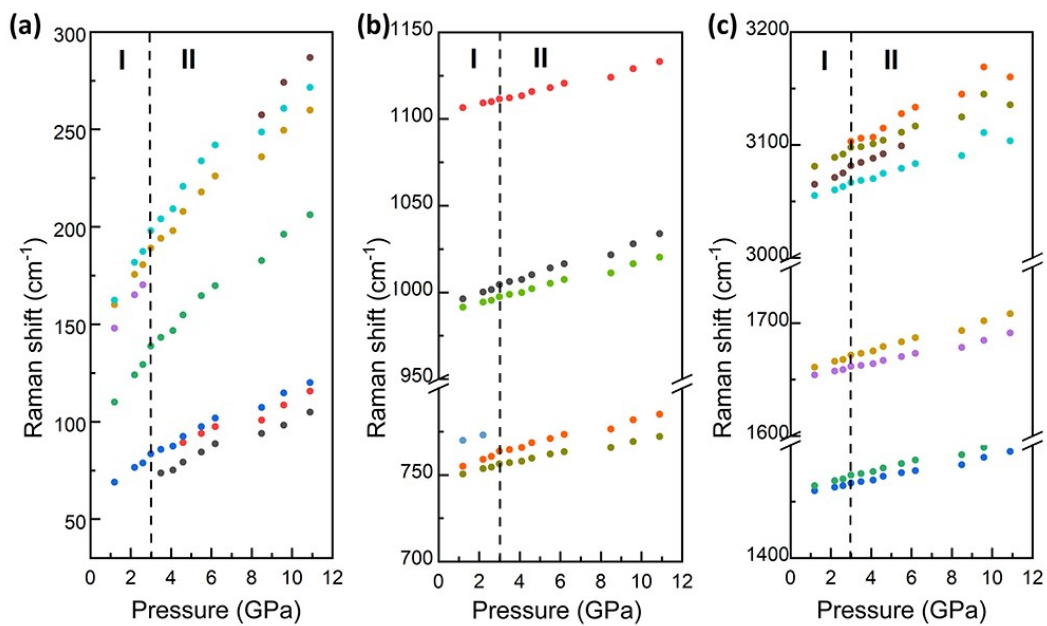 (a)
I II
300
250
200
150
100
50
0 2 4 6 8 10 12
Raman shift (cm-1)
Pressure (GPa)
(b)
I II
1150
1100
1050
1000
950
750
700
0 2 4 6 8 10 12
Raman shift (cm-1)
Pressure (GPa)
(c)
I II
3200
3100
3000
1700
1600
1400
0 2 4 6 8 10 12
Raman shift (cm-1)
Pressure (GPa)